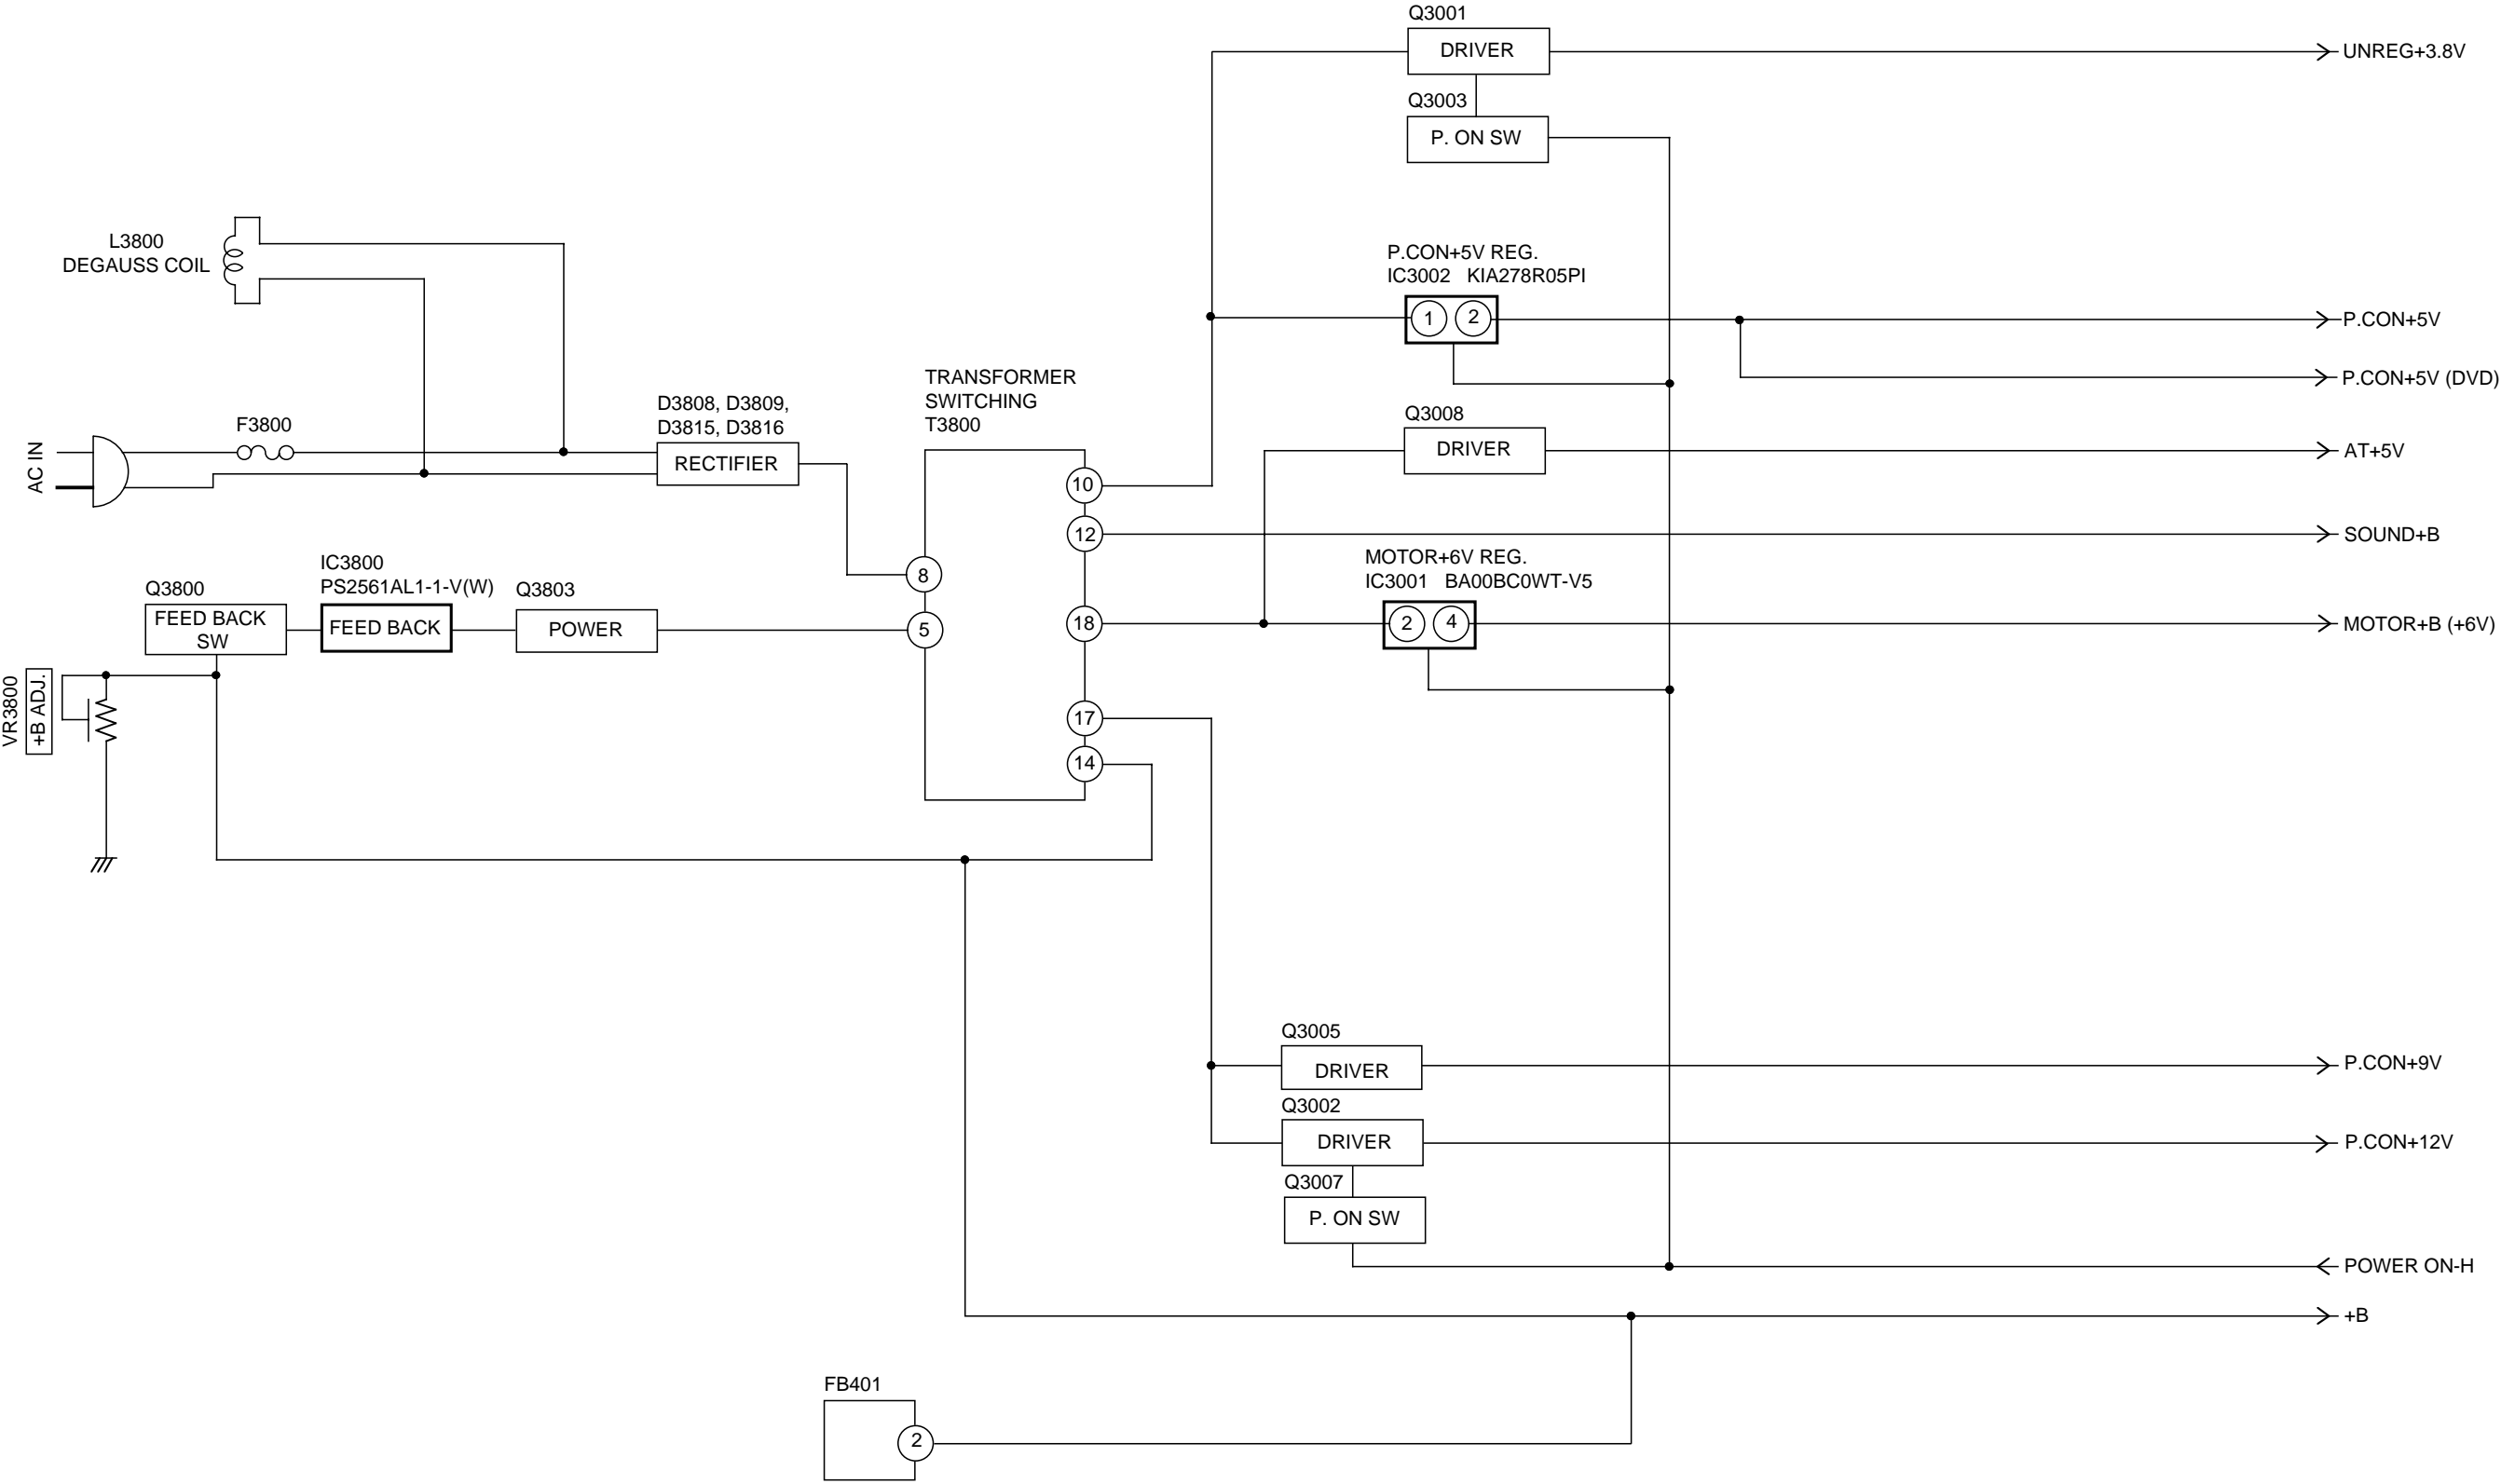 Q3001
DRIVER
UNREG+3.8V
Q3003
P. ON SW
L3800
DEGAUSS COIL
P.CON+5V REG.
IC3002 KIA278R05PI
1
2
P.CON+5V
P.CON+5V (DVD)
TRANSFORMER
SWITCHING
T3800
D3808, D3809,
D3815, D3816
RECTIFIER
F3800
AC IN
Q3008
DRIVER
AT+5V
10
12
SOUND+B
MOTOR+6V REG.
IC3001 BA00BC0WT-V5
2
4
MOTOR+B (+6V)
8
5
18
17
14
Q3800
FEED BACK
SW
IC3800
PS2561AL1-1-V(W)
FEED BACK
Q3803
POWER
VR3800
+B ADJ.
Q3005
DRIVER
P.CON+9V
Q3002
DRIVER
P.CON+12V
Q3007
P. ON SW
POWER ON-H
+B
FB401
2